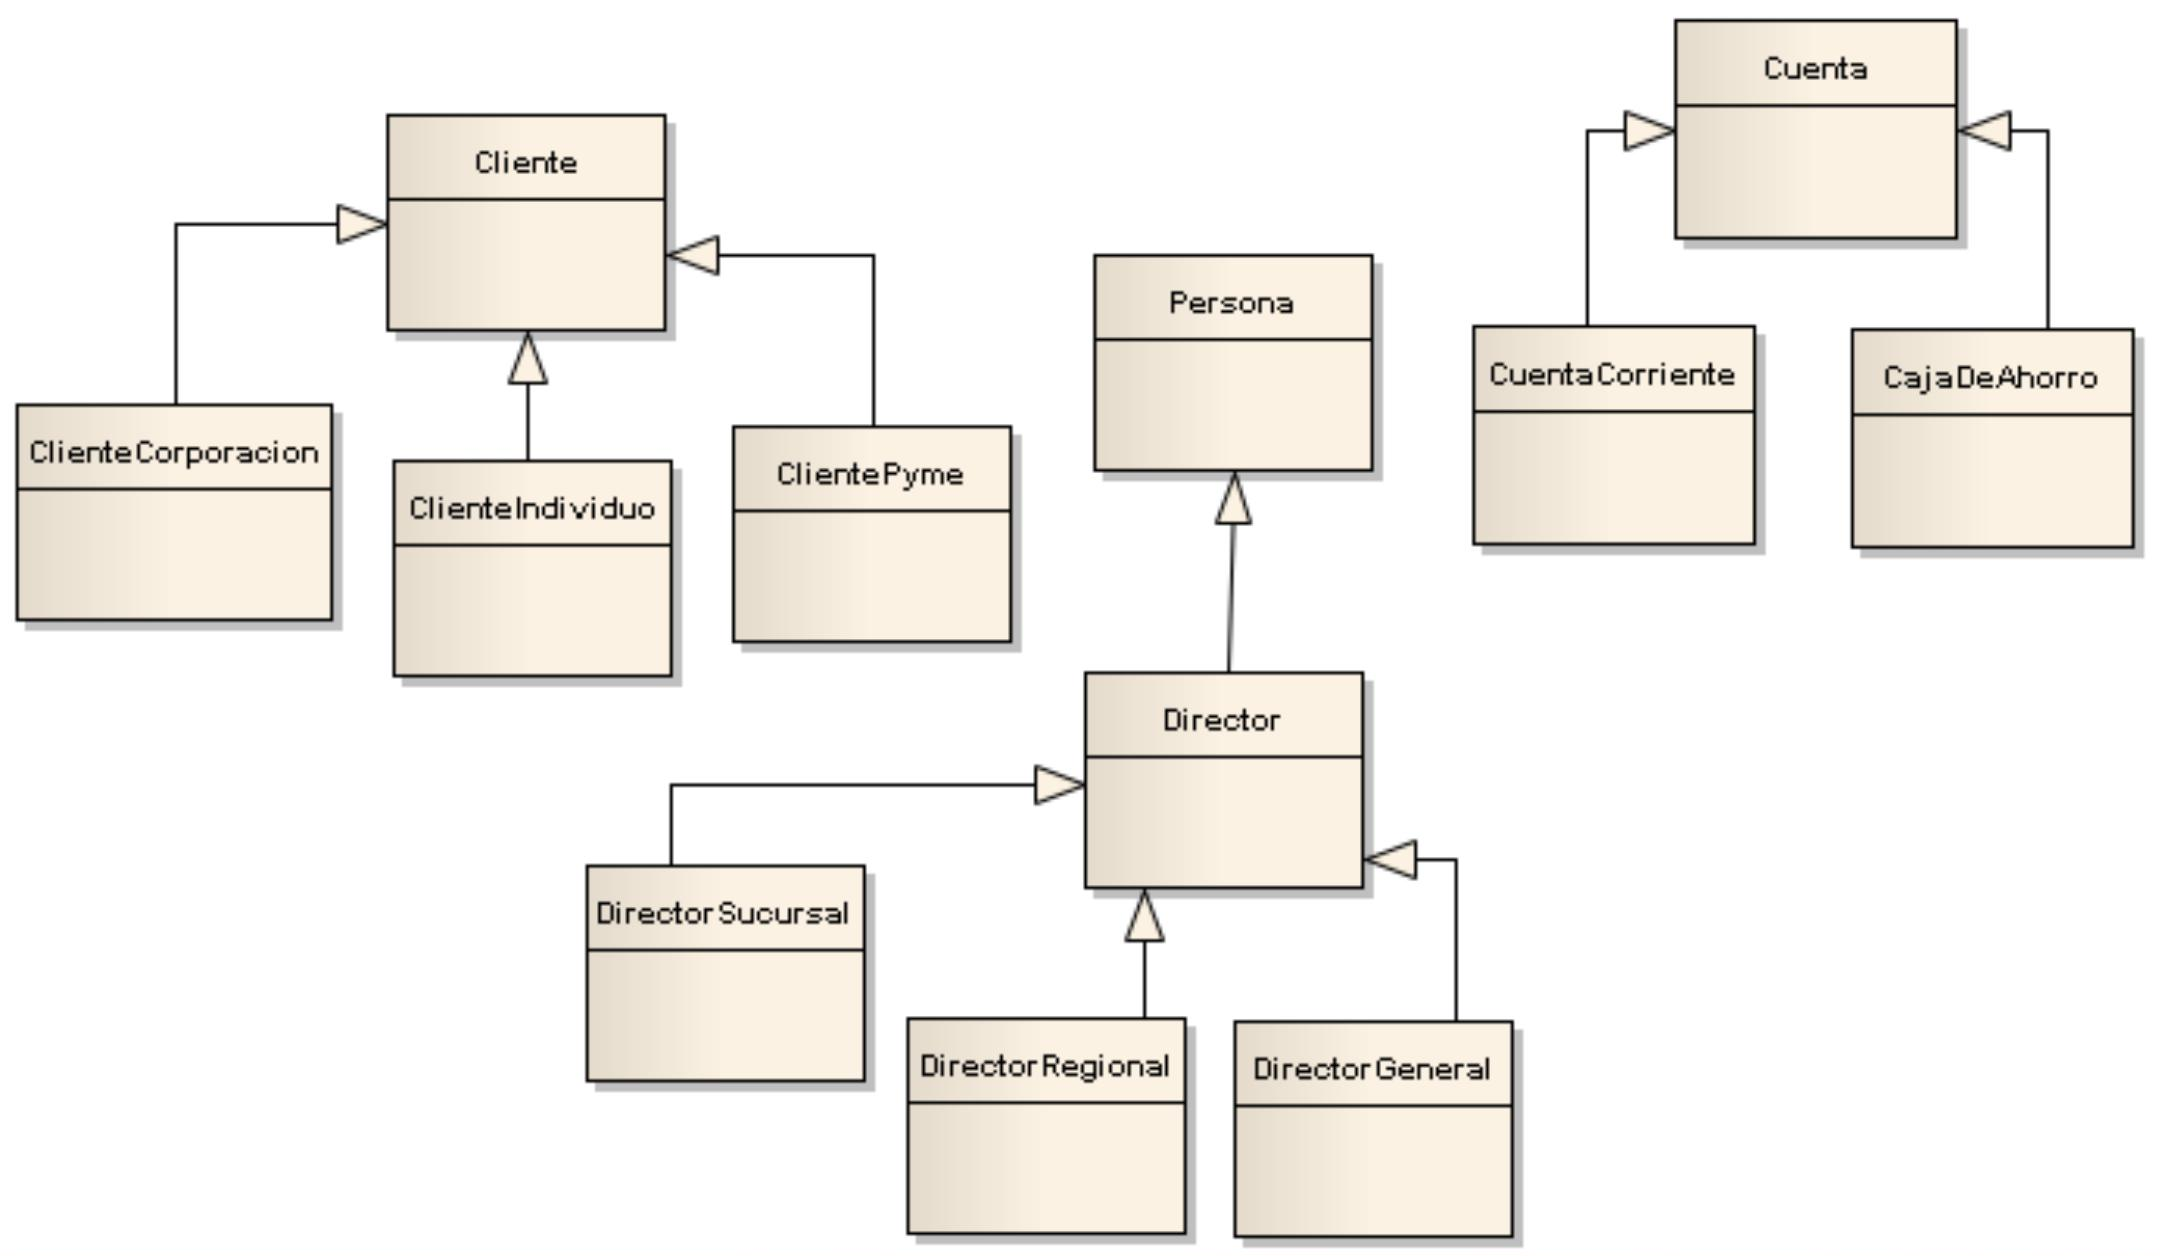 Cuenta
Cliente
Persona
CuentaCorriente
CajaDeAhorro
ClienteCorporacion
ClientePyme
ClienteIndividuo
Director
DirectorSucursal
DirectorRegional
DirectorGeneral